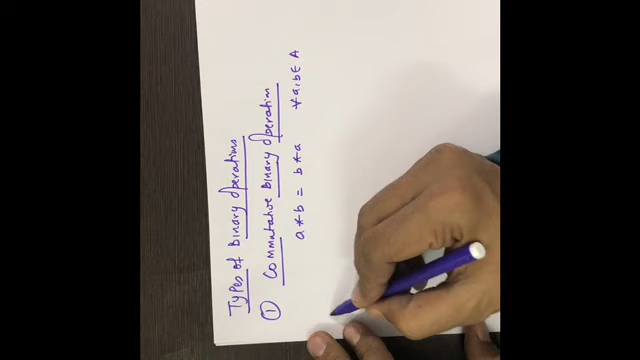 Types of Binary operations
① Commutative Binary operation
a * b = b * a ∀ a, b ∈ A